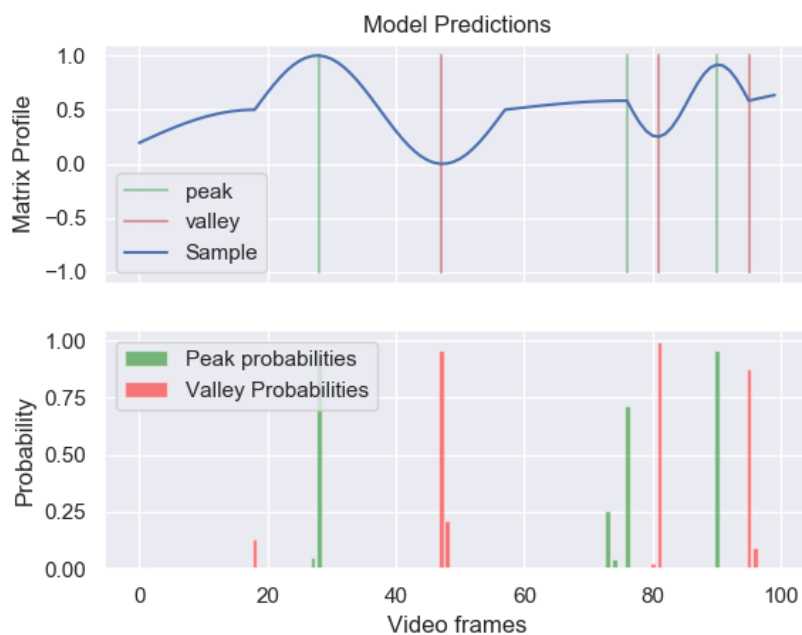 Model Predictions
Matrix Profile
1.0
0.5
0.0
−0.5
−1.0
peak
valley
Sample
Probability
1.00
0.75
0.50
0.25
0.00
Peak probabilities
Valley Probabilities
0 20 40 60 80 100
Video frames